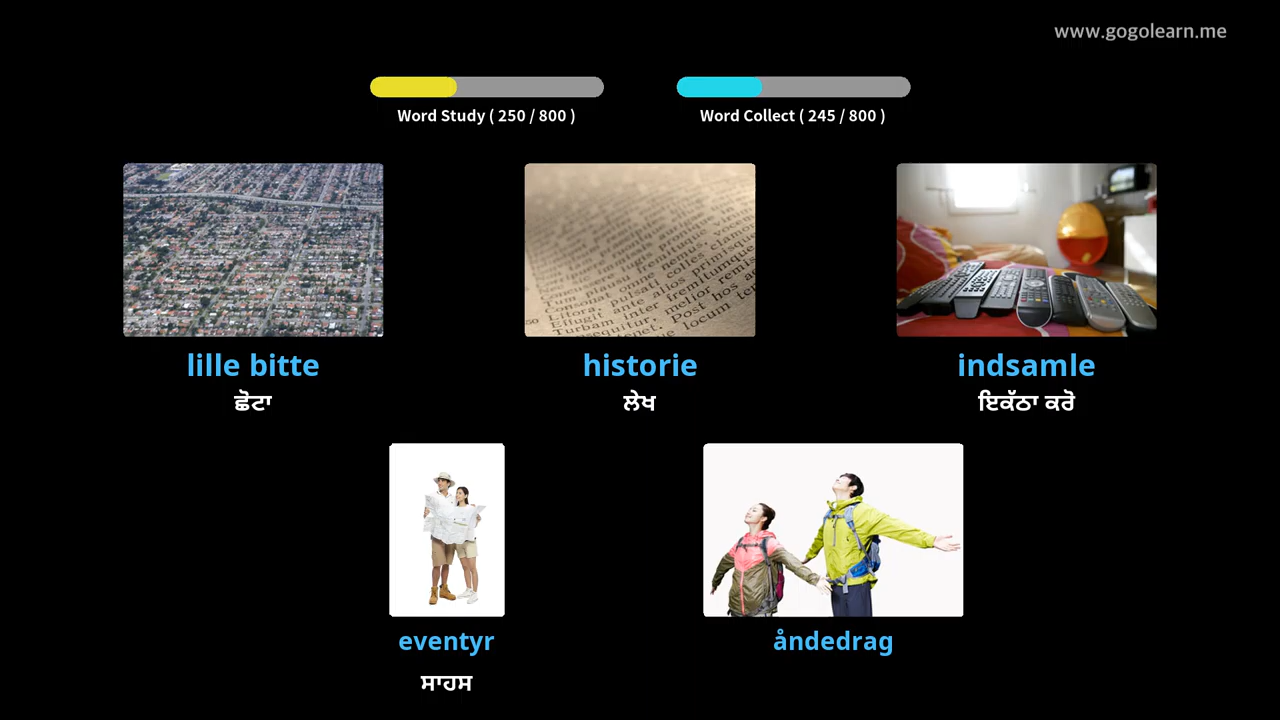 www.gogolearn.me
Word Study ( 250 / 800 )
Word Collect ( 245 / 800 )
lille bitte
historie
indsamle
ਛੋਟਾ
ਲੇਖ
ਇਕੱਠਾ ਕਰੋ
eventyr
åndedrag
ਸਾਹਸ